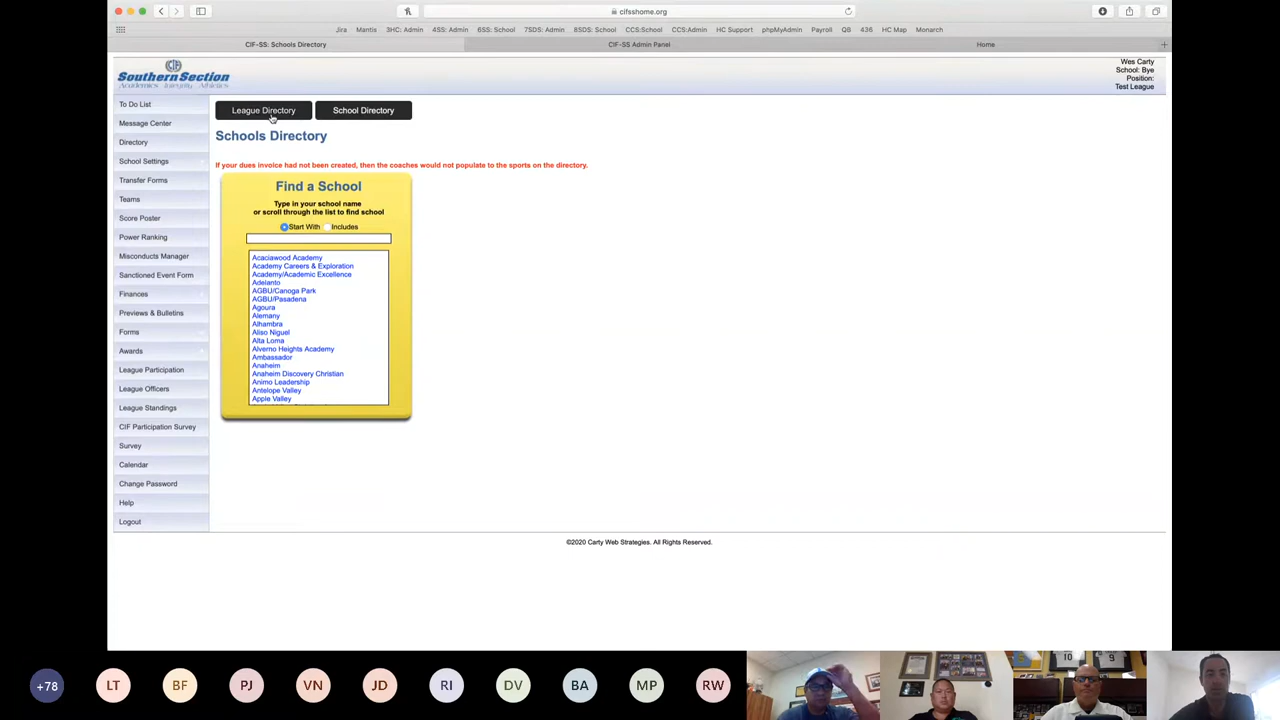 cifsshome.org
Jira Mantis 3HC: Admin 4SS: Admin 6SS: School 7SDS: Admin 8SDS: School CCS:School CCS:Admin HC Support phpMyAdmin Payroll QB 436 HC Map Monarch
CIF-SS: Schools Directory CIF-SS Admin Panel Home
CIF
Southern Section
Academics Integrity Athletics
Wes Carty
School: Bye
Position:
Test League
To Do List
Message Center
Directory
School Settings
Transfer Forms
Teams
Score Poster
Power Ranking
Misconducts Manager
Sanctioned Event Form
Finances
Previews & Bulletins
Forms
Awards
League Participation
League Officers
League Standings
CIF Participation Survey
Survey
Calendar
Change Password
Help
Logout
League Directory School Directory
Schools Directory
If your dues invoice had not been created, then the coaches would not populate to the sports on the directory.
Find a School
Type in your school name
or scroll through the list to find school
Start With Includes
Acaciawood Academy
Academy Careers & Exploration
Academy/Academic Excellence
Adelanto
AGBU/Canoga Park
AGBU/Pasadena
Agoura
Alemany
Alhambra
Aliso Niguel
Alta Loma
Alverno Heights Academy
Ambassador
Anaheim
Anaheim Discovery Christian
Animo Leadership
Antelope Valley
Apple Valley
©2020 Carty Web Strategies. All Rights Reserved.
+78 LT BF PJ VN JD RI DV BA MP RW
10 9